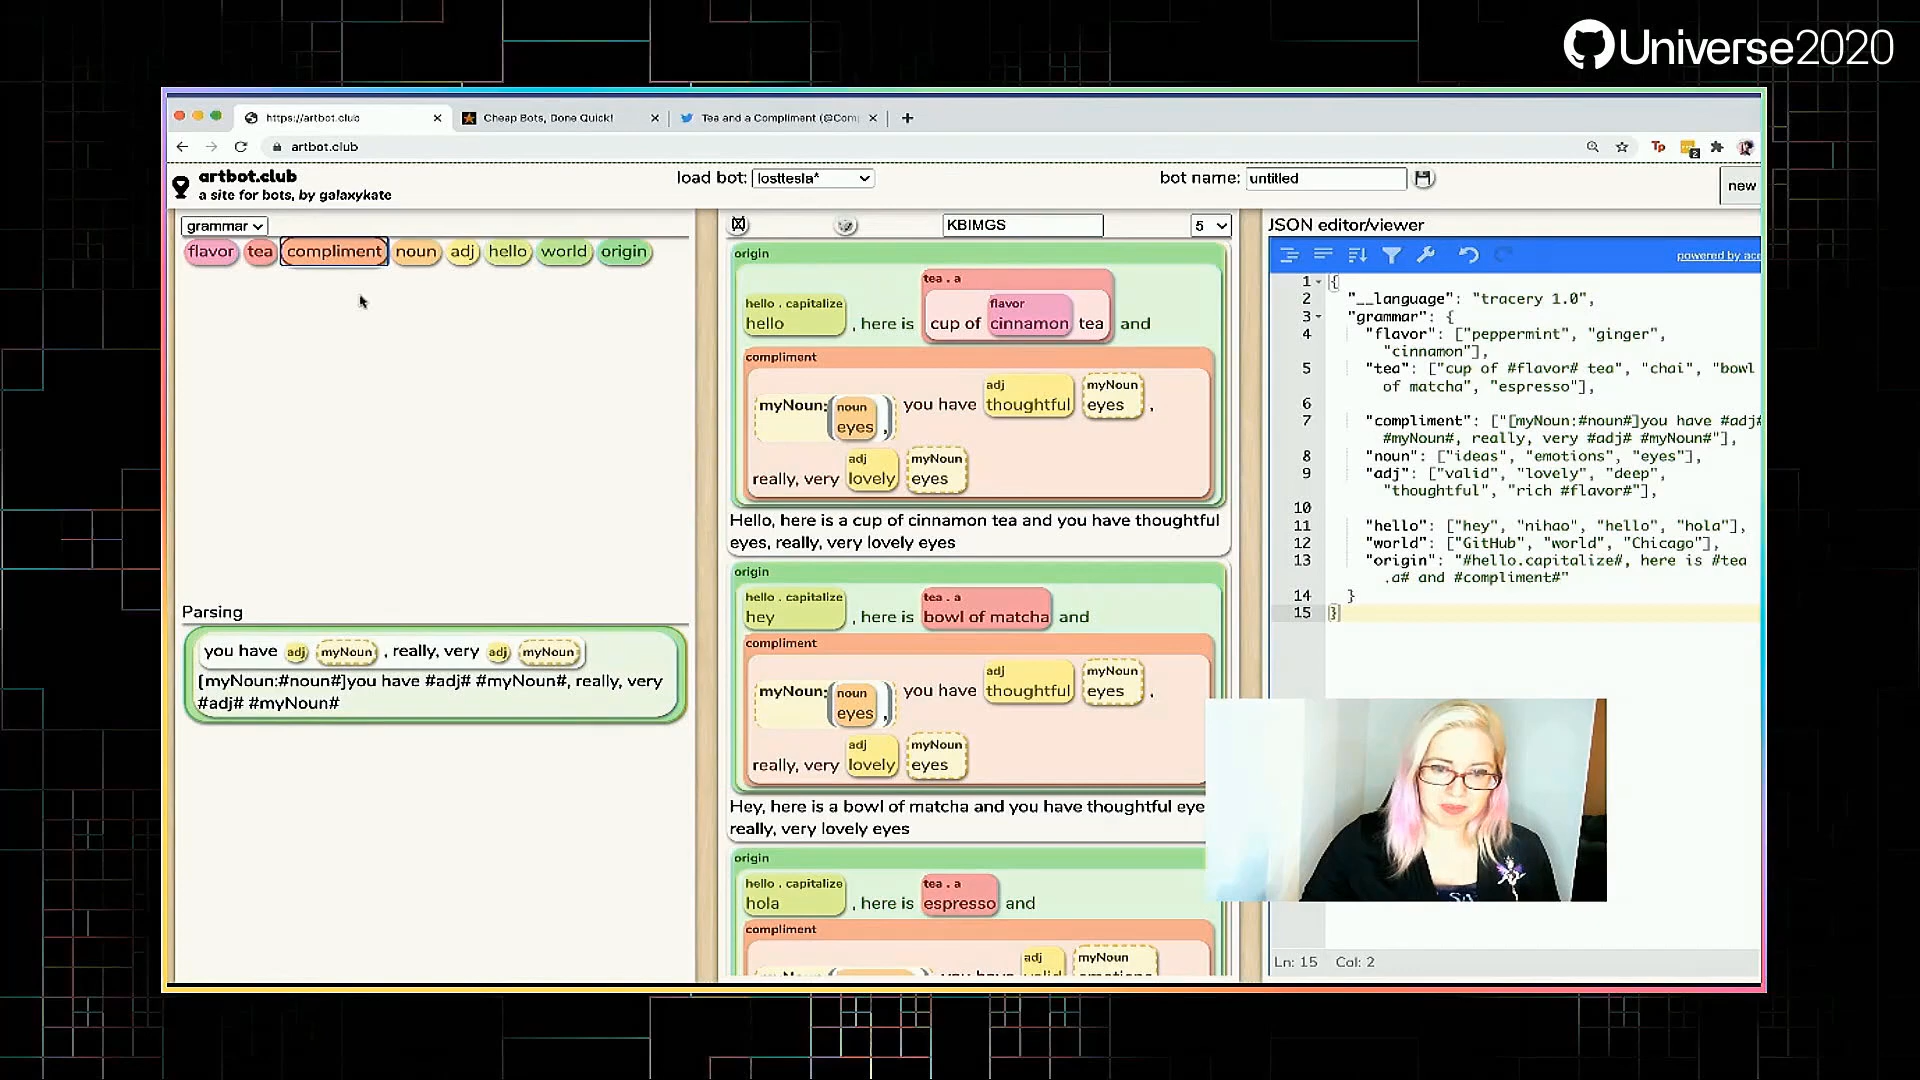 Universe2020
https://artbot.club
Cheap Bots, Done Quick!
Tea and a Compliment (@Com
artbot.club
artbot.club
a site for bots, by galaxykate
load bot: losttesla*
bot name: untitled
new
grammar
flavor tea compliment noun adj hello world origin
Parsing
you have adj myNoun , really, very adj myNoun
[myNoun:#noun#]you have #adj# #myNoun#, really, very
#adj# #myNoun#
KBIMGS
5
origin
tea . a
hello . capitalize
flavor
hello , here is cup of cinnamon tea and
compliment
adj myNoun
myNoun: noun you have thoughtful eyes ,
eyes ,
adj myNoun
really, very lovely eyes
Hello, here is a cup of cinnamon tea and you have thoughtful
eyes, really, very lovely eyes
origin
hello . capitalize tea . a
hey , here is bowl of matcha and
compliment
adj myNoun
myNoun: noun you have thoughtful eyes ,
eyes ,
adj myNoun
really, very lovely eyes
Hey, here is a bowl of matcha and you have thoughtful eye
really, very lovely eyes
origin
hello . capitalize tea . a
hola , here is espresso and
compliment
adj myNoun
JSON editor/viewer
powered by ace
1 {
2 "__language": "tracery 1.0",
3 "grammar": {
4 "flavor": ["peppermint", "ginger",
"cinnamon"],
5 "tea": ["cup of #flavor# tea", "chai", "bowl
of matcha", "espresso"],
6
7 "compliment": ["[myNoun:#noun#]you have #adj#
#myNoun#, really, very #adj# #myNoun#"],
8 "noun": ["ideas", "emotions", "eyes"],
9 "adj": ["valid", "lovely", "deep",
"thoughtful", "rich #flavor#"],
10
11 "hello": ["hey", "nihao", "hello", "hola"],
12 "world": ["GitHub", "world", "Chicago"],
13 "origin": "#hello.capitalize#, here is #tea
.a# and #compliment#"
14 }
15 }
Ln: 15 Col: 2